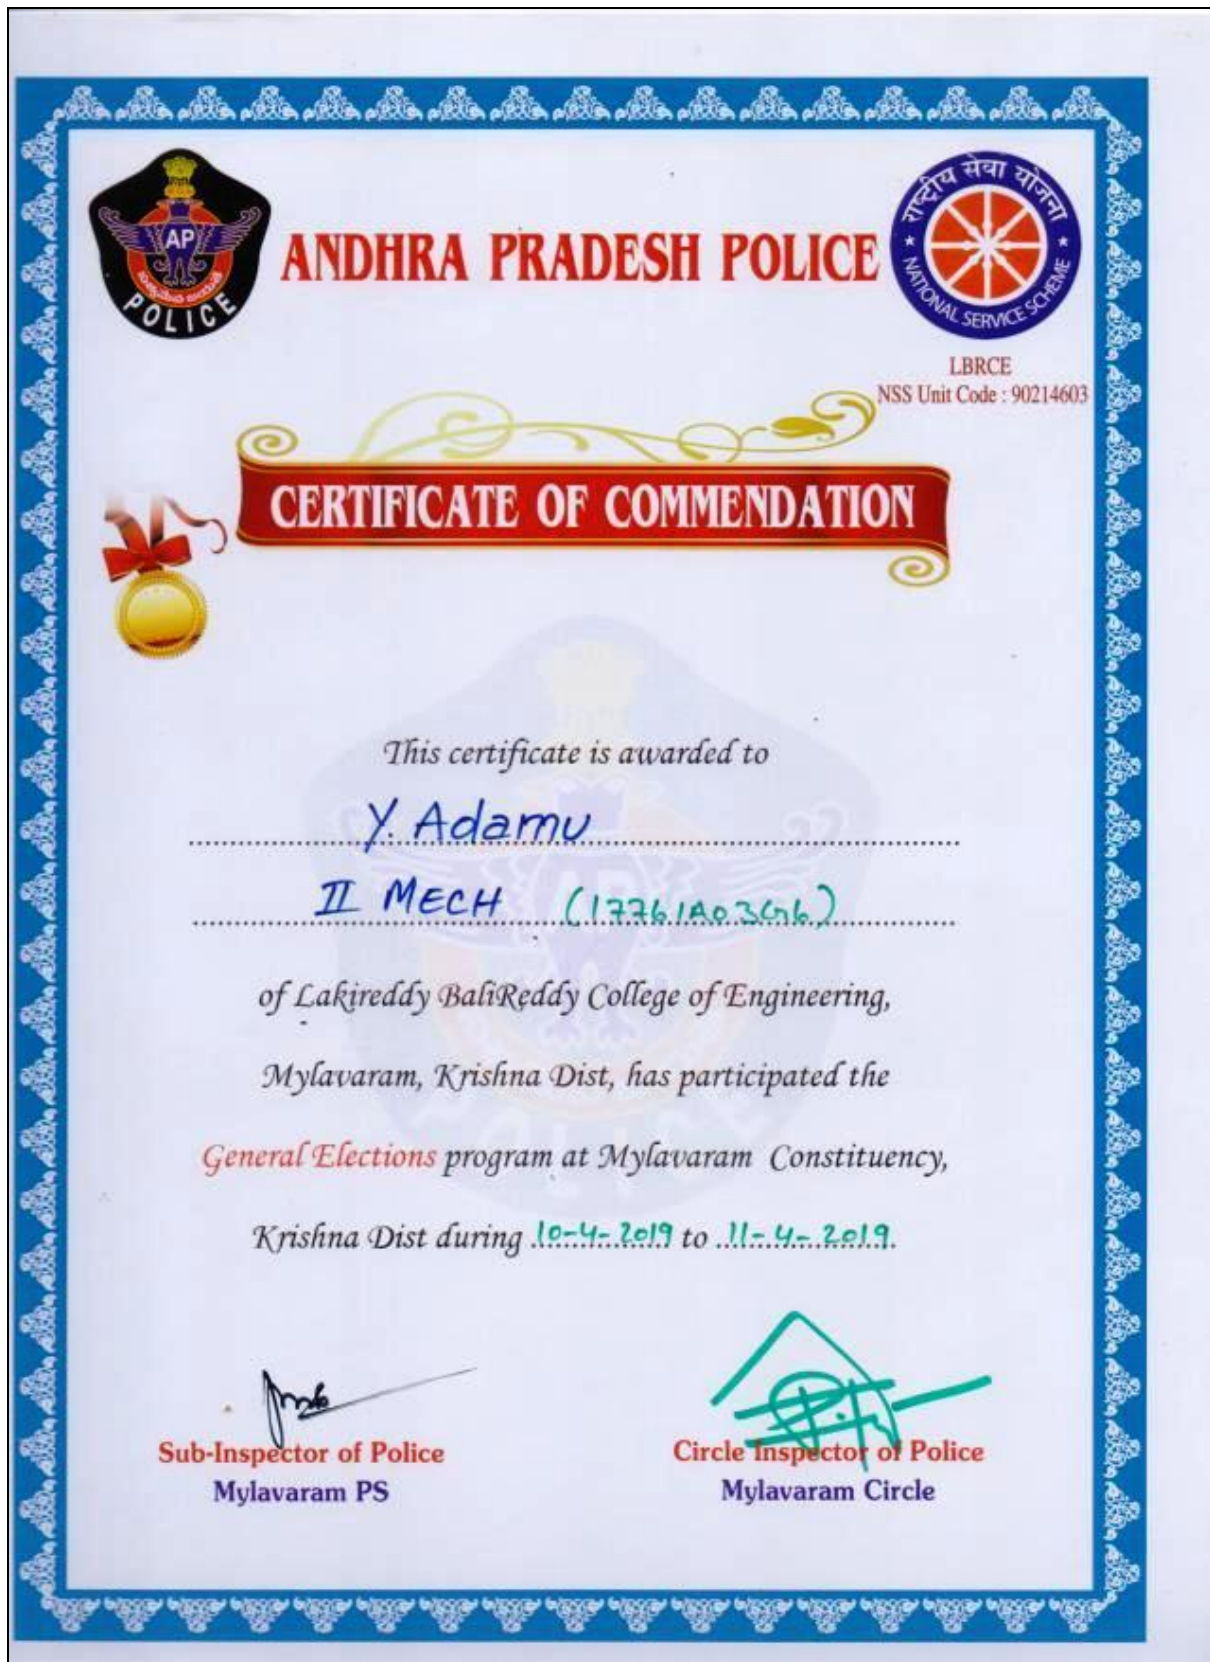 AP
POLICE
ANDHRA PRADESH POLICE
राष्ट्रीय सेवा योजना
NATIONAL SERVICE SCHEME
LBRCE
NSS Unit Code : 90214603
CERTIFICATE OF COMMENDATION
This certificate is awarded to
Y. Adamu
II MECH (17761A03G6)
of Lakireddy BaliReddy College of Engineering,
Mylavaram, Krishna Dist, has participated the
General Elections program at Mylavaram Constituency,
Krishna Dist during 10-4-2019 to 11-4-2019.
Sub-Inspector of Police
Mylavaram PS
Circle Inspector of Police
Mylavaram Circle